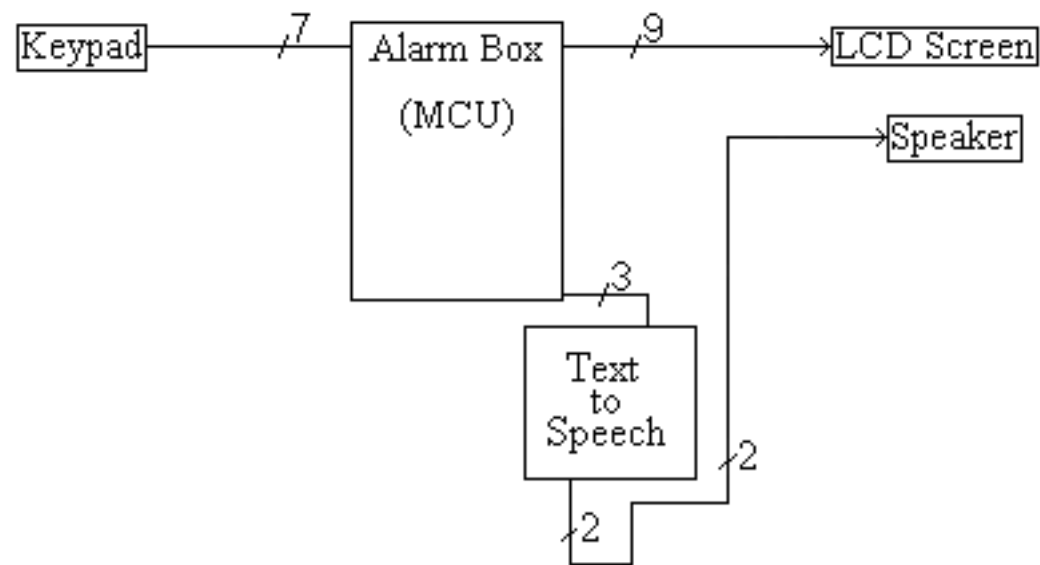 Keypad
7
Alarm Box
(MCU)
9
LCD Screen
Speaker
3
Text
to
Speech
2
2